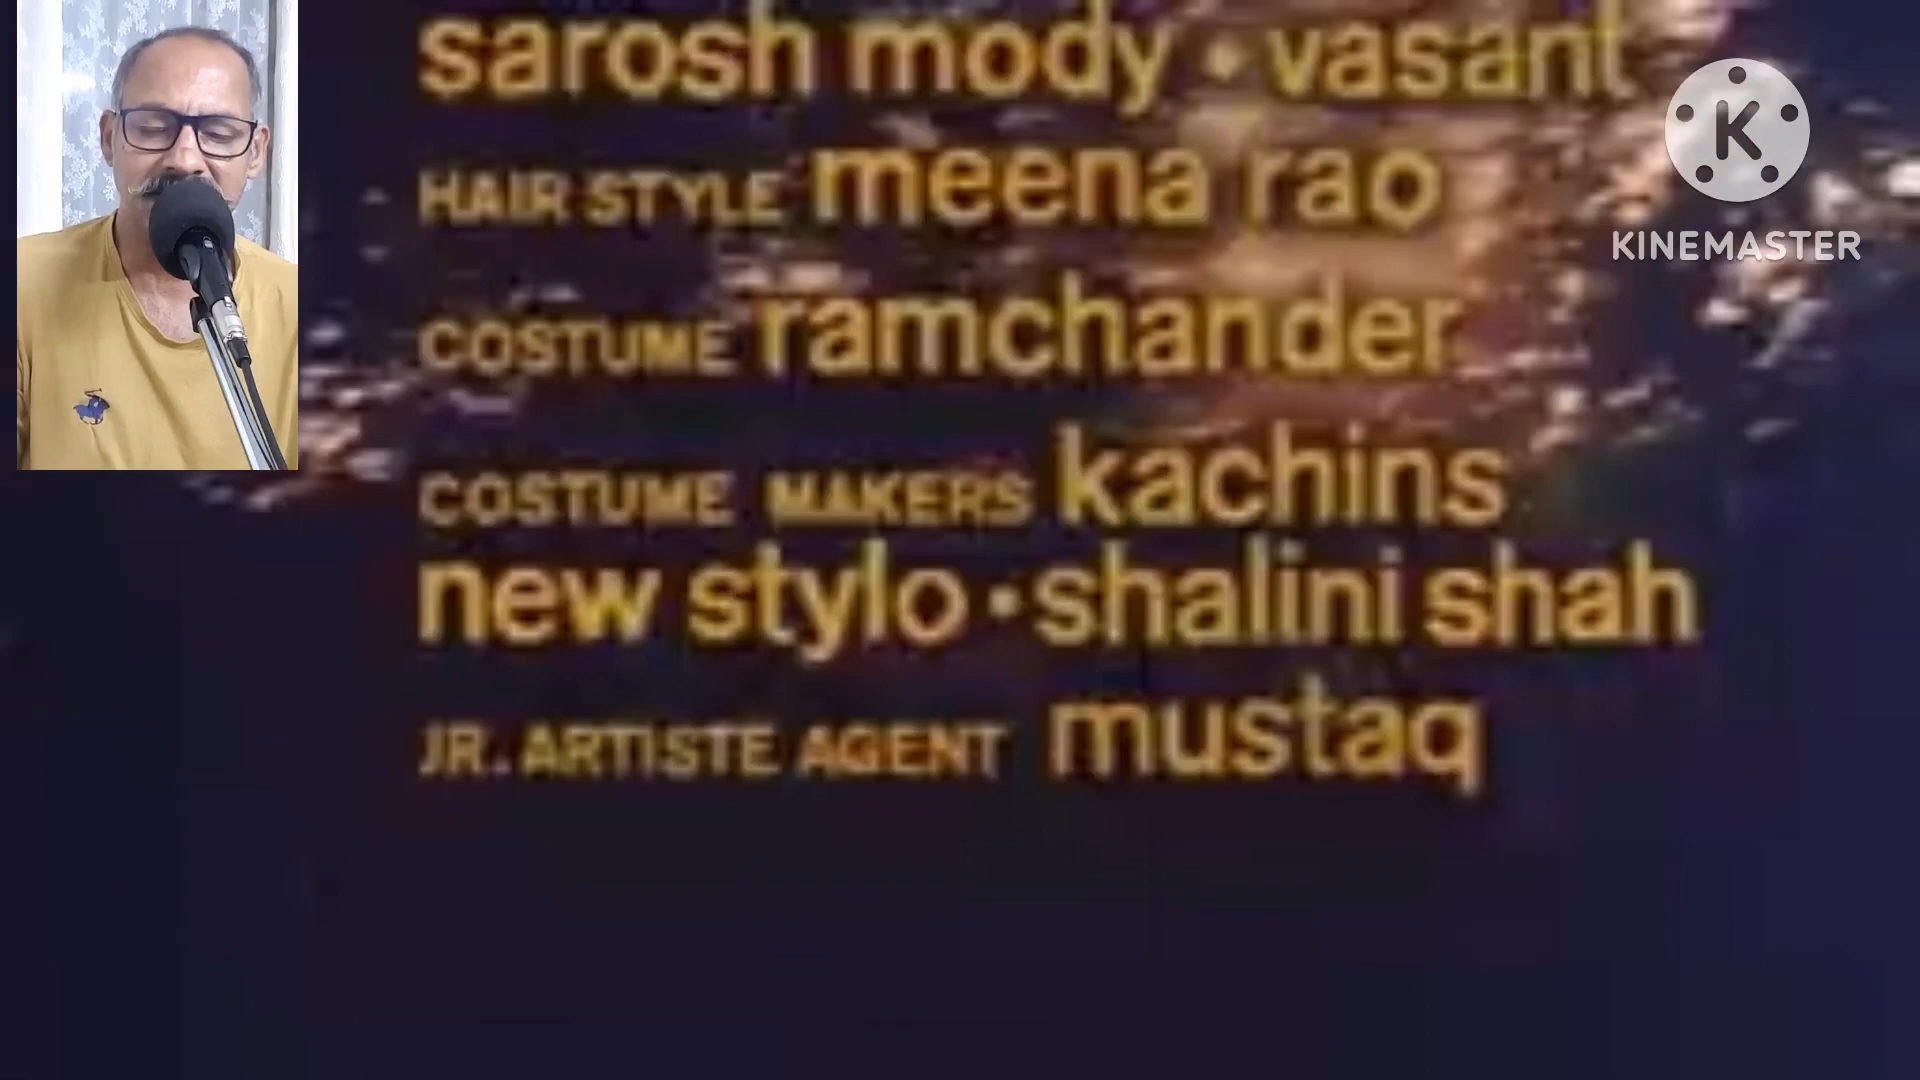 sarosh mody • vasant
HAIR STYLE meena rao
COSTUME ramchander
COSTUME MAKERS kachins
new stylo • shalini shah
JR. ARTISTE AGENT mustaq
K
KINEMASTER